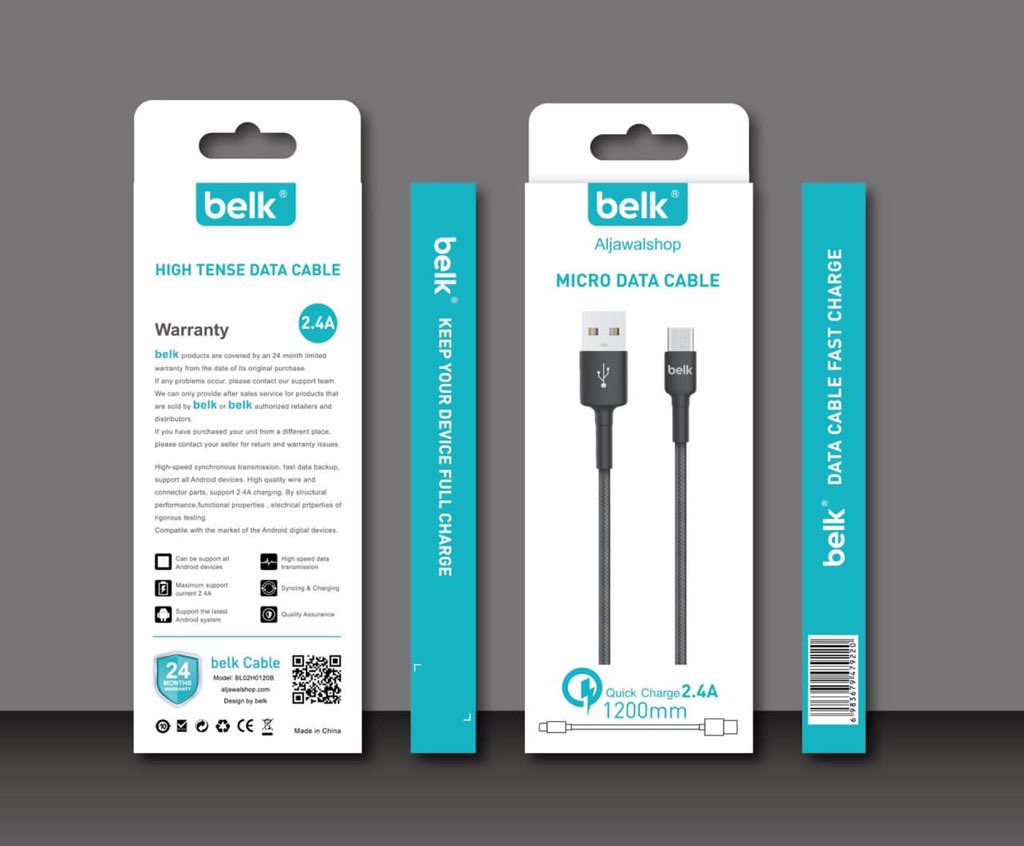 belk®
HIGH TENSE DATA CABLE
2.4A
Warranty
belk products are covered by an 24 month limited
warranty from the date of its original purchase.
If any problems occur, please contact our support team.
We can only provide after sales service for products that
are sold by belk or belk authorized retailers and
distributors.
If you have purchased your unit from a different place,
please contact your seller for return and warranty issues.
High-speed synchronous transmission, fast data backup,
support all Android devices. High quality wire and
connector parts, support 2.4A charging. By structural
performance,functional properties , electrical prtperties of
rigorous testing.
Compatile with the market of the Android digital devices.
Can be support all
Android devices
High speed data
transmission
Maximum support
current 2.4A
Syncing & Charging
Support the latest
Android system
Quality Assurance
24
MONTHS
WARRANTY
belk Cable
Model: BL02H0120B
aljawalshop.com
Design by belk
10
CE
Made in China
belk® KEEP YOUR DEVICE FULL CHARGE
belk®
Aljawalshop
MICRO DATA CABLE
belk
Quick Charge 2.4A
1200mm
belk® DATA CABLE FAST CHARGE
6983679147922​0